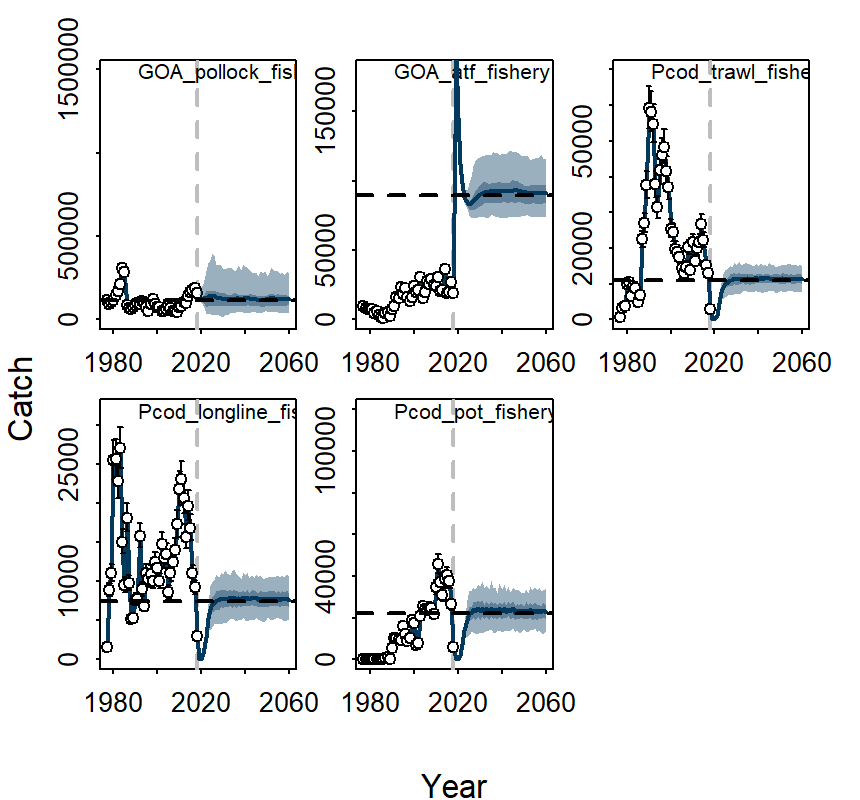 GOA_pollock_fis
GOA_atf_fishery
Pcod_trawl_fishe
0 500000 1500000
0 50000 150000
0 20000 50000
1980 2020 2060
1980 2020 2060
1980 2020 2060
Catch
Pcod_longline_fis
Pcod_pot_fishery
0 10000 25000
0 40000 100000
1980 2020 2060
1980 2020 2060
Year